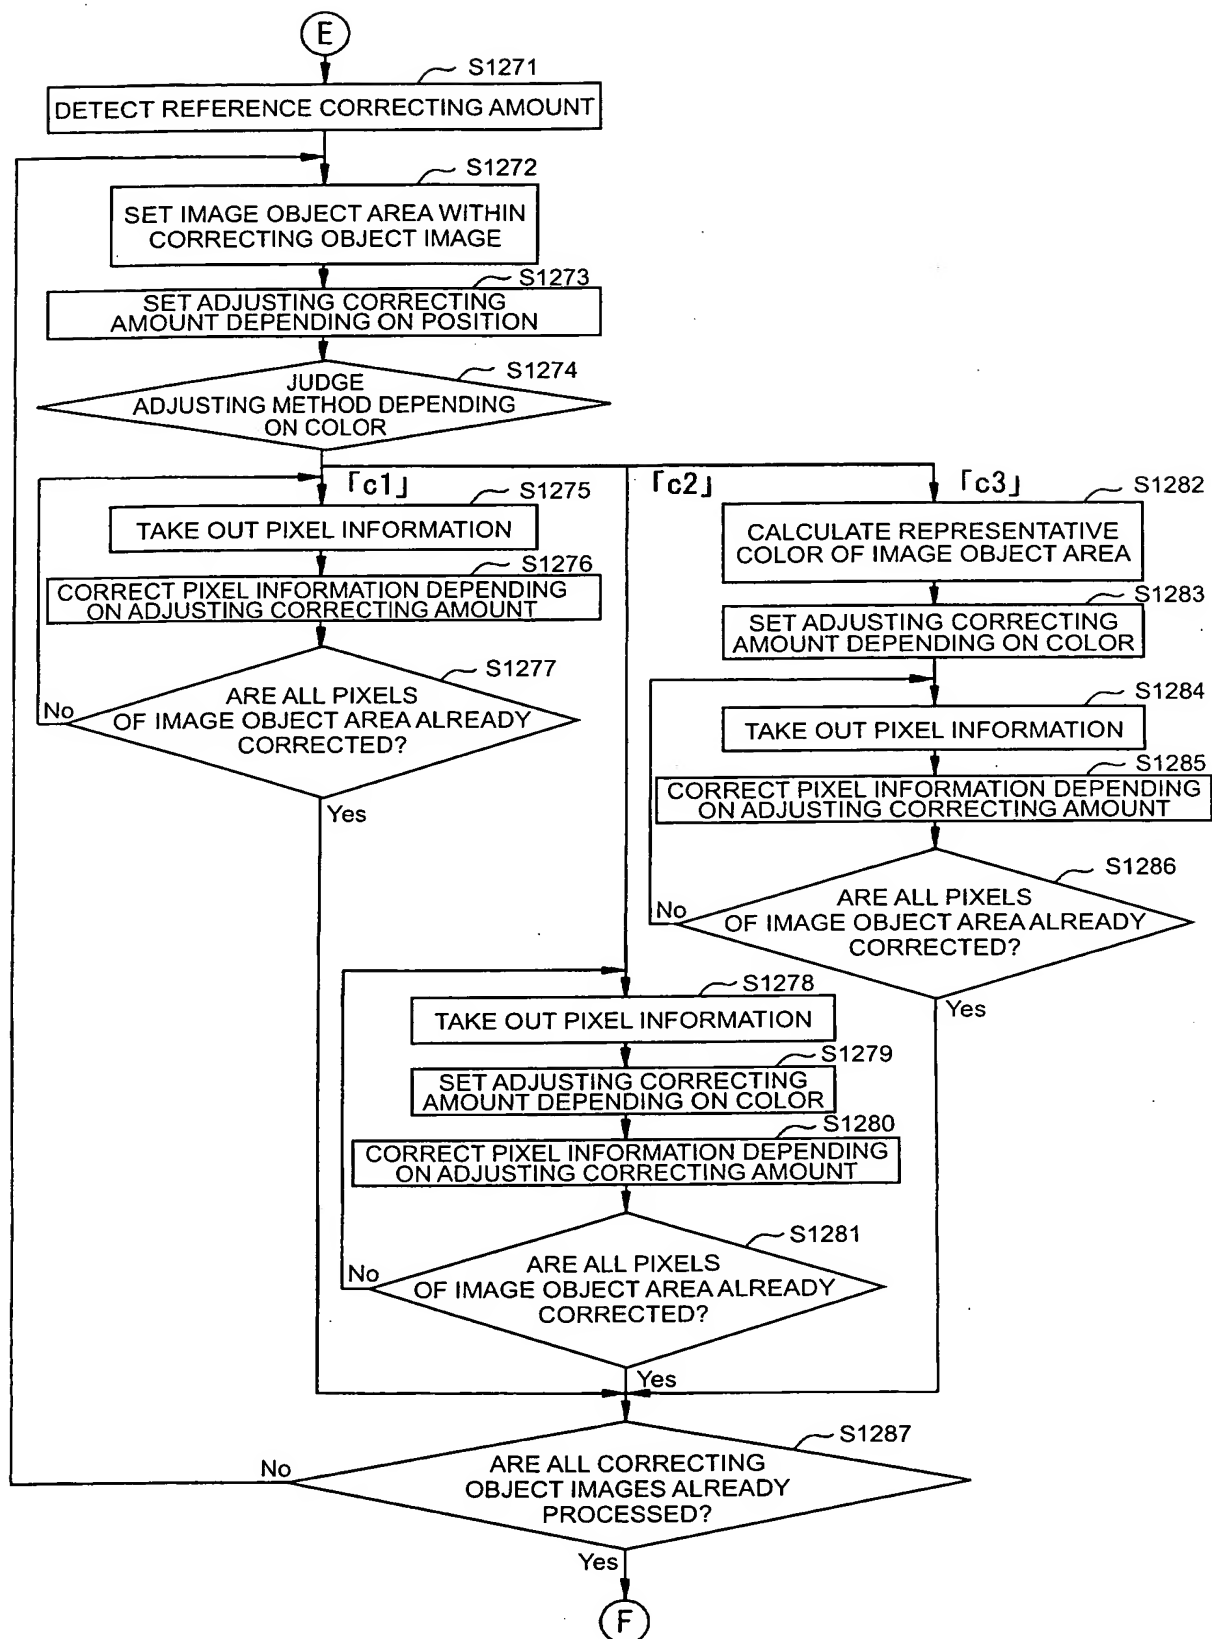 E
S1271
DETECT REFERENCE CORRECTING AMOUNT
S1272
SET IMAGE OBJECT AREA WITHIN
CORRECTING OBJECT IMAGE
S1273
SET ADJUSTING CORRECTING
AMOUNT DEPENDING ON POSITION
S1274
JUDGE
ADJUSTING METHOD DEPENDING
ON COLOR
「c1」
S1275
TAKE OUT PIXEL INFORMATION
S1276
CORRECT PIXEL INFORMATION DEPENDING
ON ADJUSTING CORRECTING AMOUNT
S1277
ARE ALL PIXELS
OF IMAGE OBJECT AREA ALREADY
CORRECTED?
No
Yes
「c2」
S1278
TAKE OUT PIXEL INFORMATION
S1279
SET ADJUSTING CORRECTING
AMOUNT DEPENDING ON COLOR
S1280
CORRECT PIXEL INFORMATION DEPENDING
ON ADJUSTING CORRECTING AMOUNT
S1281
ARE ALL PIXELS
OF IMAGE OBJECT AREA ALREADY
CORRECTED?
No
Yes
「c3」
S1282
CALCULATE REPRESENTATIVE
COLOR OF IMAGE OBJECT AREA
S1283
SET ADJUSTING CORRECTING
AMOUNT DEPENDING ON COLOR
S1284
TAKE OUT PIXEL INFORMATION
S1285
CORRECT PIXEL INFORMATION DEPENDING
ON ADJUSTING CORRECTING AMOUNT
S1286
ARE ALL PIXELS
OF IMAGE OBJECT AREA ALREADY
CORRECTED?
No
Yes
S1287
ARE ALL CORRECTING
OBJECT IMAGES ALREADY
PROCESSED?
No
Yes
F